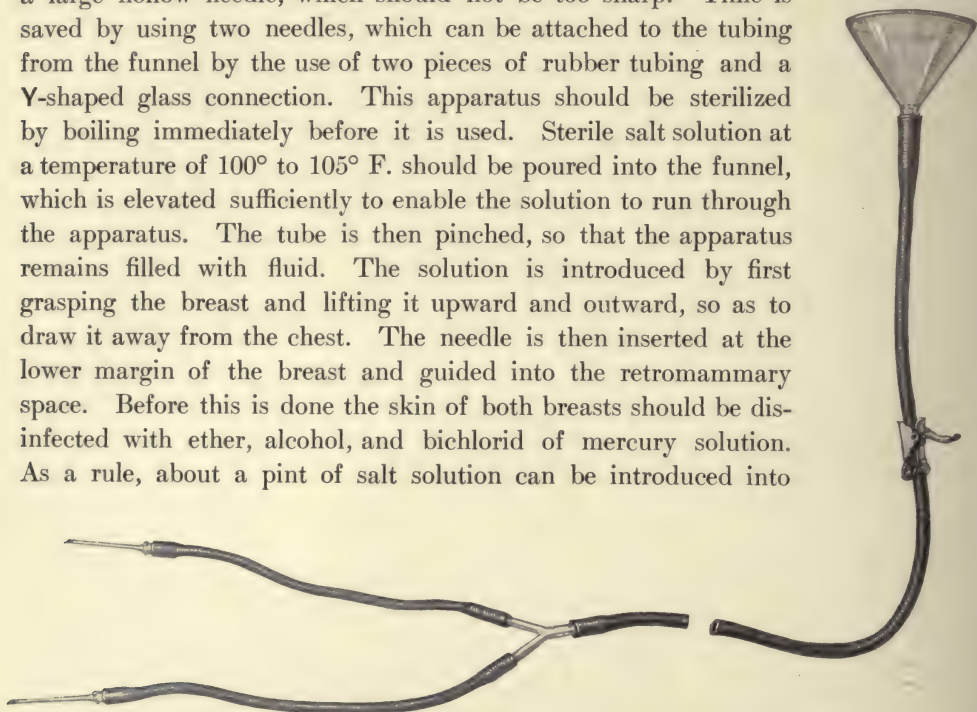 a large hollow needle, which should not be too sharp. Time is
saved by using two needles, which can be attached to the tubing
from the funnel by the use of two pieces of rubber tubing and a
Y-shaped glass connection. This apparatus should be sterilized
by boiling immediately before it is used. Sterile salt solution at
a temperature of 100° to 105° F. should be poured into the funnel,
which is elevated sufficiently to enable the solution to run through
the apparatus. The tube is then pinched, so that the apparatus
remains filled with fluid. The solution is introduced by first
grasping the breast and lifting it upward and outward, so as to
draw it away from the chest. The needle is then inserted at the
lower margin of the breast and guided into the retromammary
space. Before this is done the skin of both breasts should be dis-
infected with ether, alcohol, and bichlorid of mercury solution.
As a rule, about a pint of salt solution can be introduced into